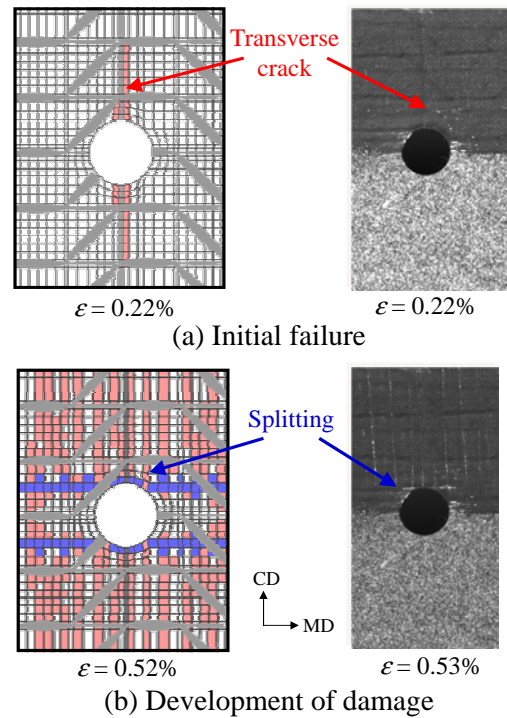 Transverse
crack
ε = 0.22%
ε = 0.22%
(a) Initial failure
Splitting
CD
MD
ε = 0.52%
ε = 0.53%
(b) Development of damage